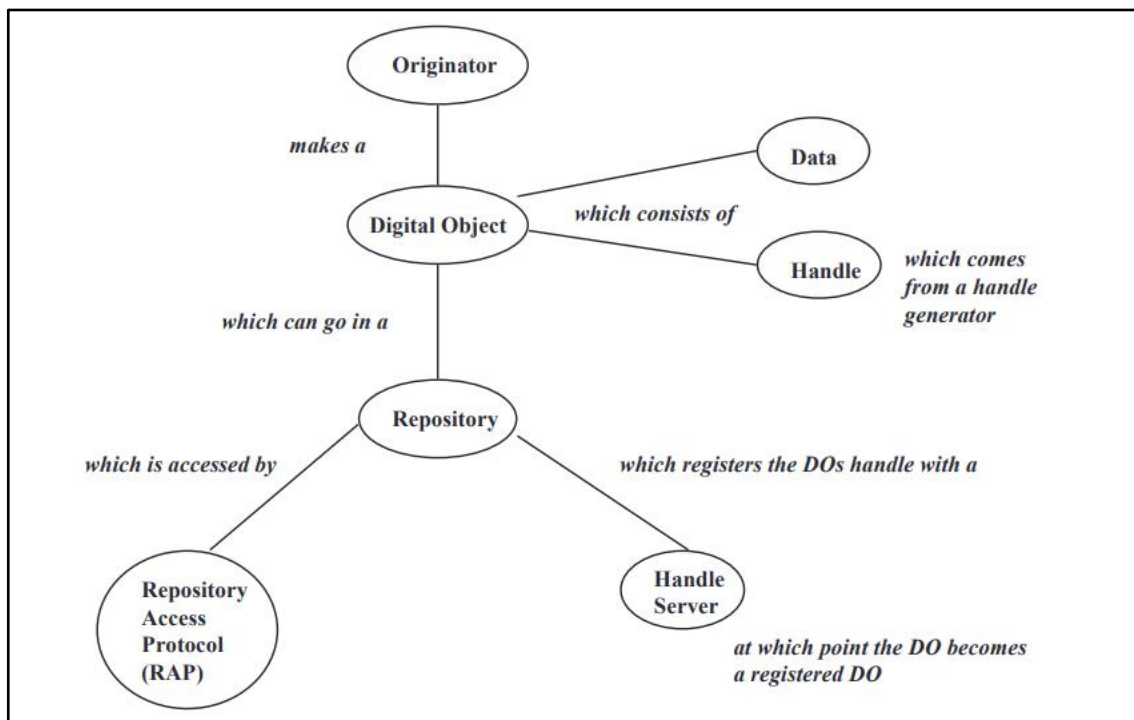 Originator
makes a
Data
which consists of
Digital Object
Handle
which comes
from a handle
generator
which can go in a
Repository
which is accessed by
which registers the DOs handle with a
Repository
Access
Protocol
(RAP)
Handle
Server
at which point the DO becomes
a registered DO